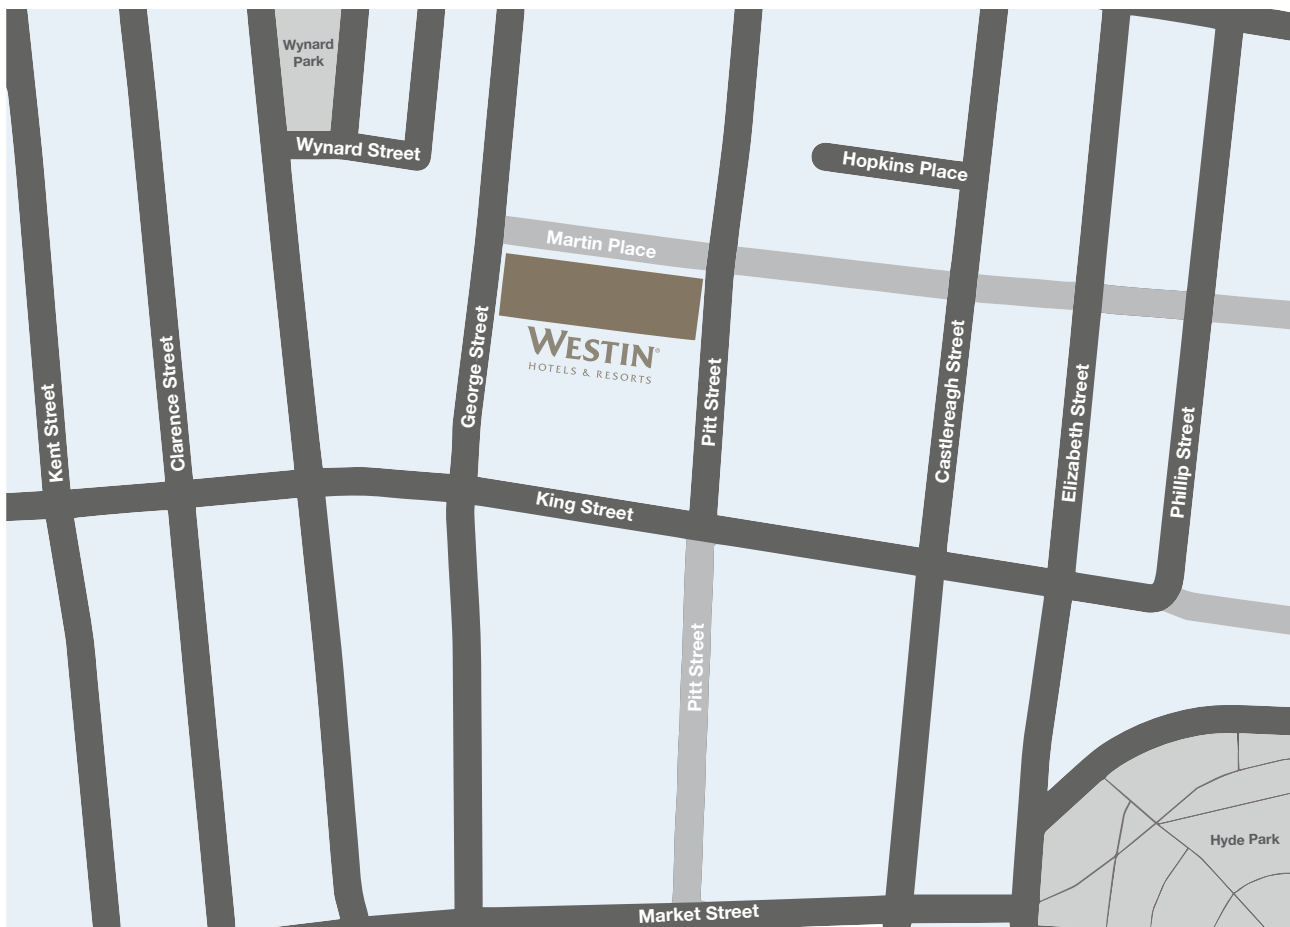 Wynard
Park
Wynard Street
Hopkins Place
Martin Place
WESTIN®
HOTELS & RESORTS
George Street
Pitt Street
Castlereagh Street
Clarence Street
Elizabeth Street
Kent Street
Phillip Street
King Street
Pitt Street
Hyde Park
Market Street